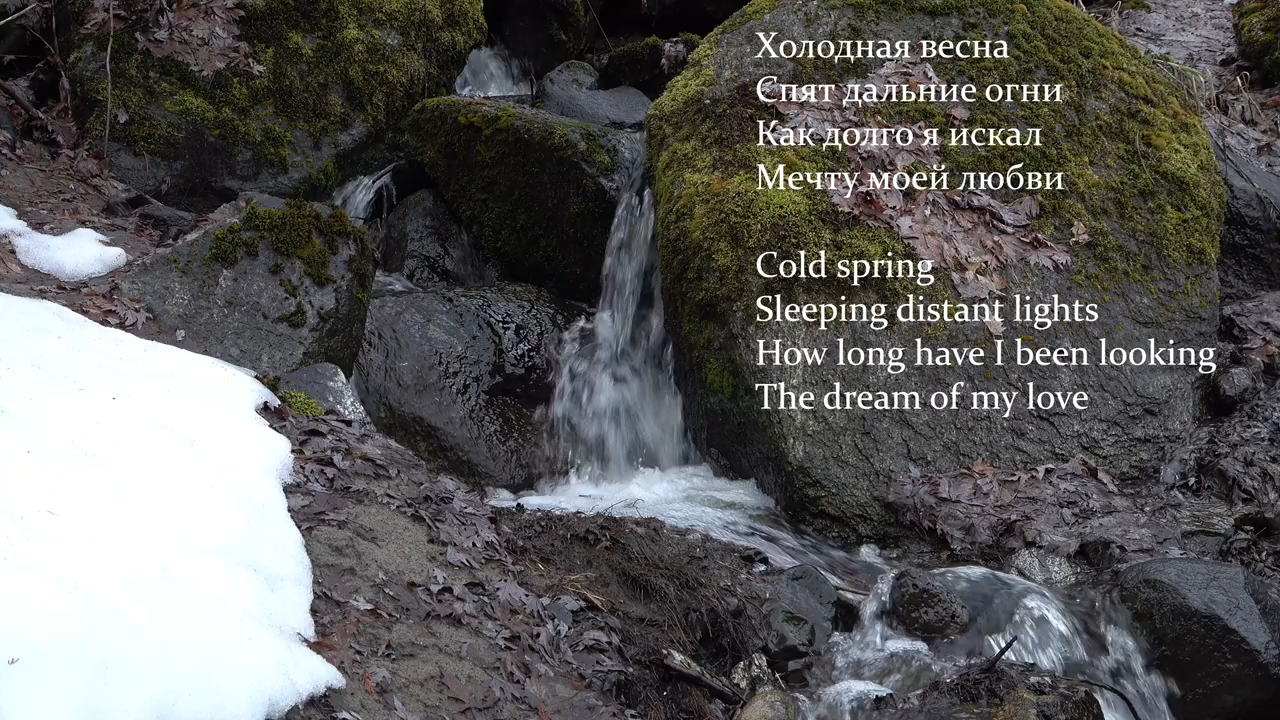 Холодная весна
Спят дальние огни
Как долго я искал
Мечту моей любви
Cold spring
Sleeping distant lights
How long have I been looking
The dream of my love